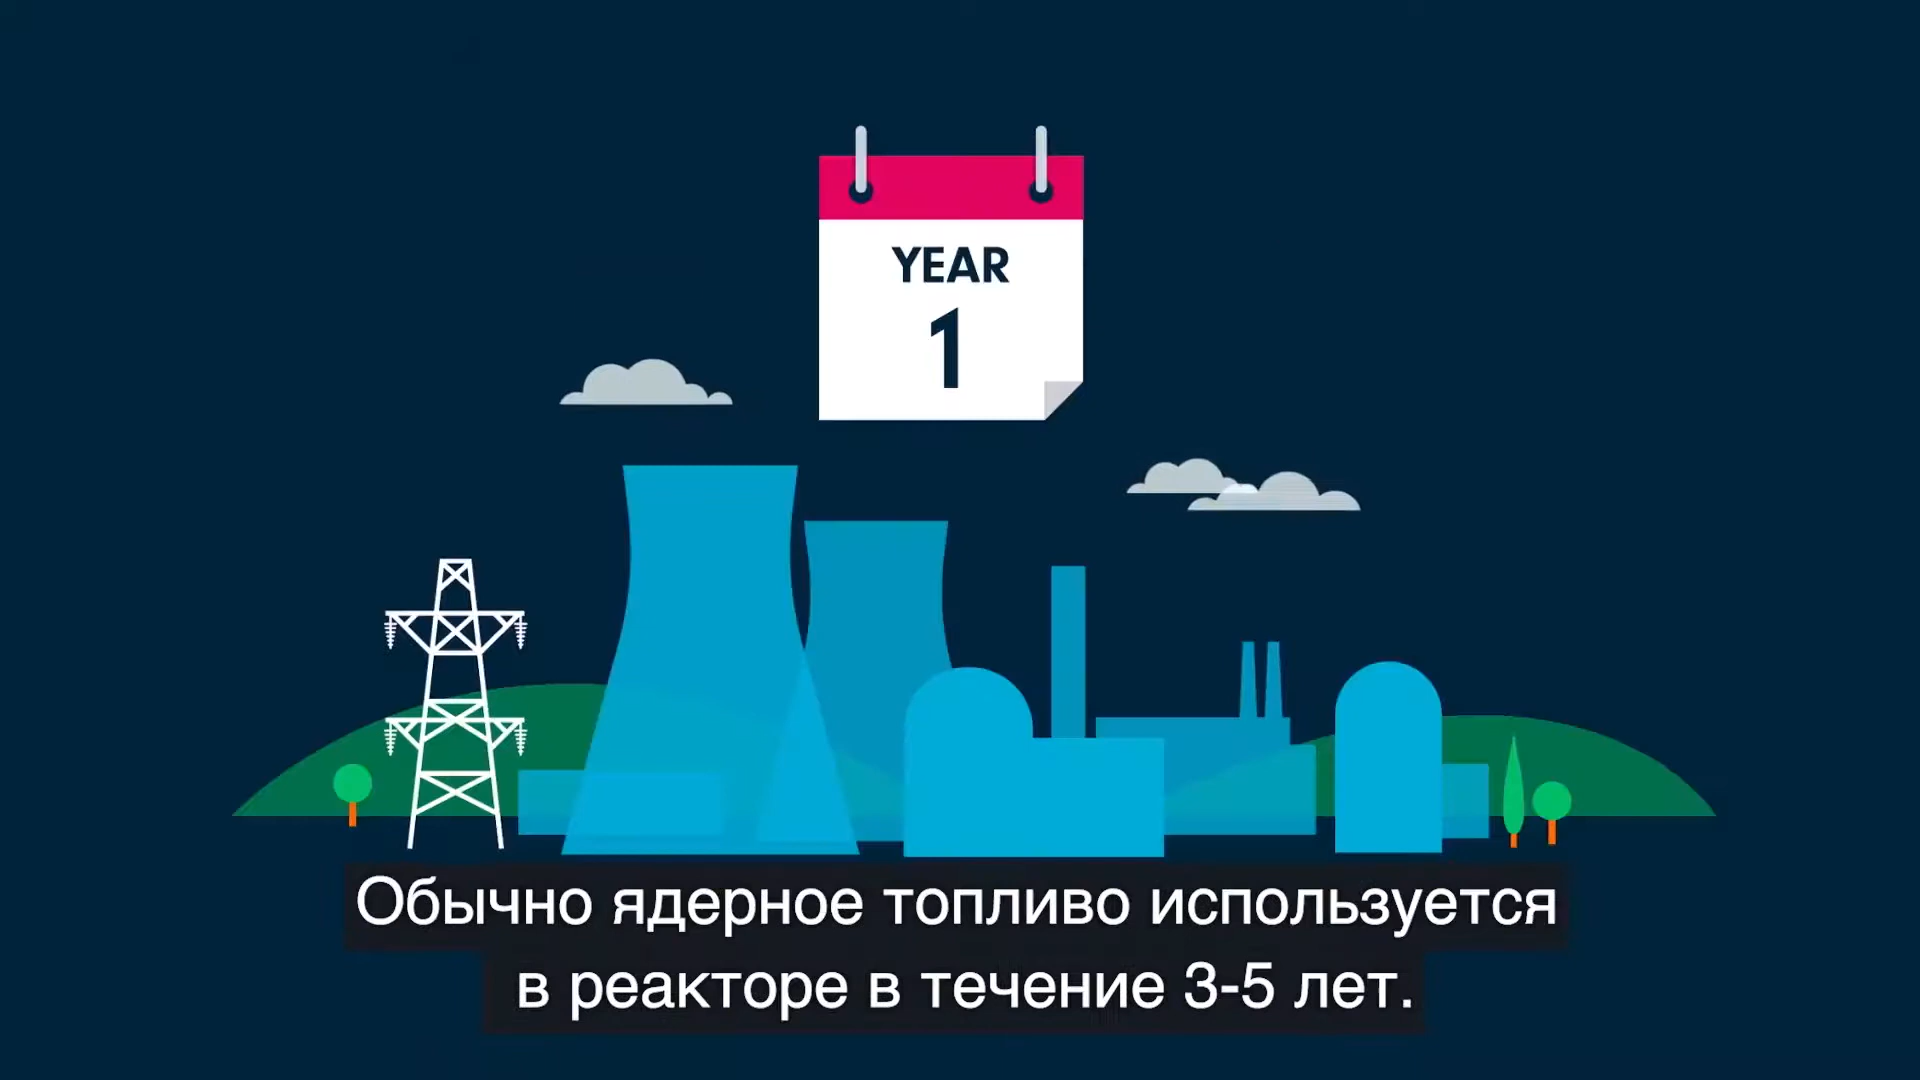 YEAR
1
Обычно ядерное топливо используется
в реакторе в течение 3-5 лет.